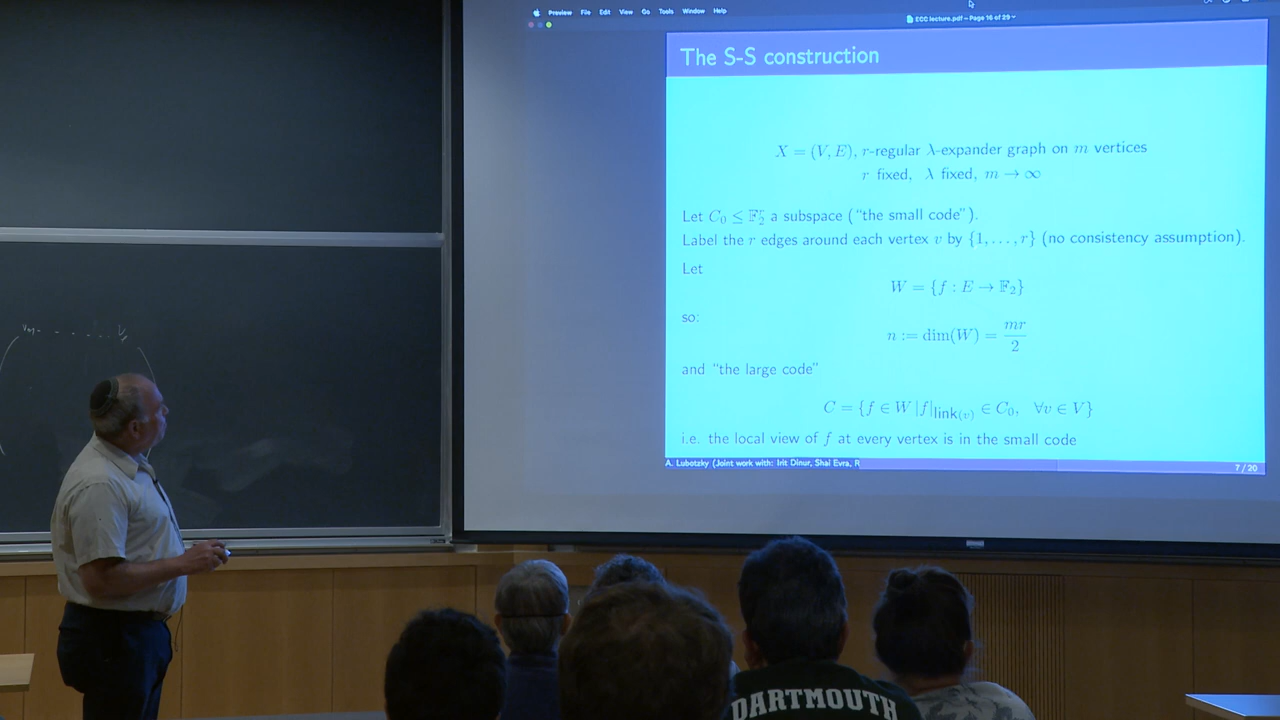 Preview File Edit View Go Tools Window Help
ECC lecture.pdf – Page 16 of 29
The S-S construction
X = (V, E), r-regular λ-expander graph on m vertices
r fixed, λ fixed, m → ∞
Let C₀ ≤ 𝔽₂ʳ a subspace (“the small code”).
Label the r edges around each vertex v by {1, . . . , r} (no consistency assumption).
Let
W = {f : E → 𝔽₂}
so:
n := dim(W) = mr/2
and “the large code”
C = {f ∈ W | f|link(v) ∈ C₀, ∀v ∈ V}
i.e. the local view of f at every vertex is in the small code
A. Lubotzky (Joint work with: Irit Dinur, Shai Evra, R
7 / 20
DARTMOUTH